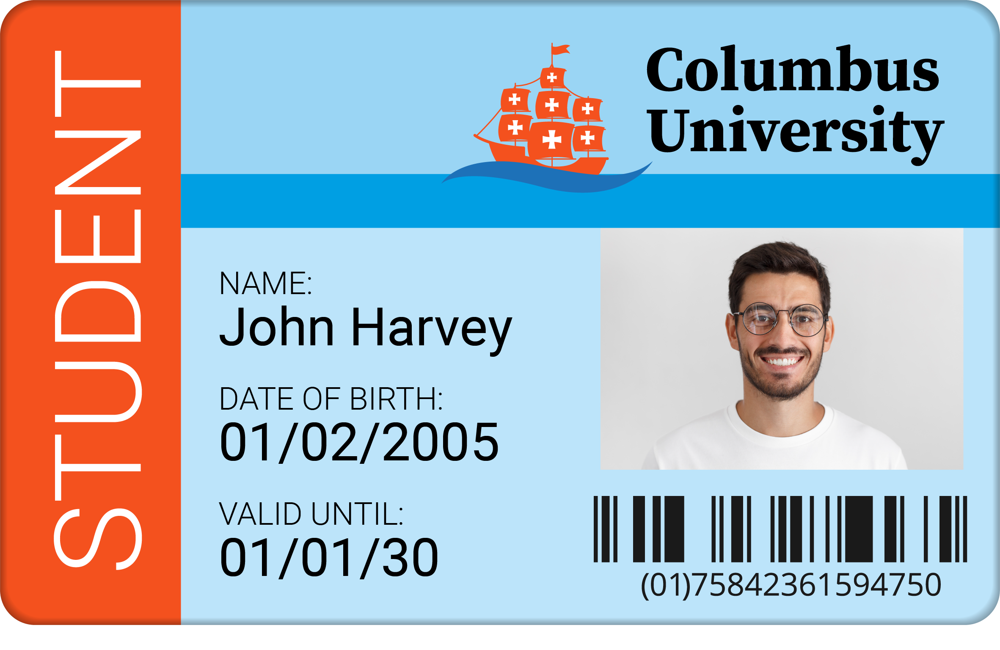 STUDENT
Columbus
University
NAME:
John Harvey
DATE OF BIRTH:
01/02/2005
VALID UNTIL:
01/01/30
(01)75842361594750